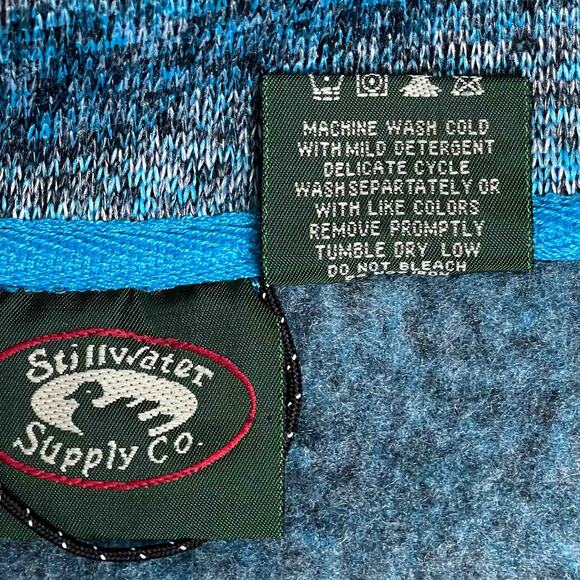 MACHINE WASH COLD
WITH MILD DETERGENT
DELICATE CYCLE
WASH SEPARTATELY OR
WITH LIKE COLORS
REMOVE PROMPTLY
TUMBLE DRY LOW
DO NOT BLEACH
Stillwater
Supply Co.